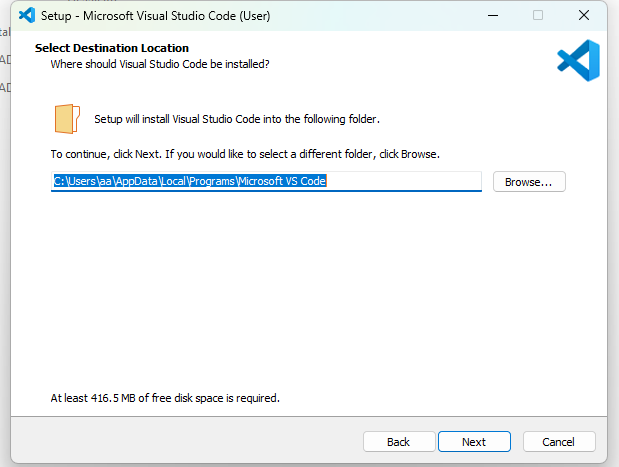 Setup - Microsoft Visual Studio Code (User)
Select Destination Location
Where should Visual Studio Code be installed?
Setup will install Visual Studio Code into the following folder.
To continue, click Next. If you would like to select a different folder, click Browse.
C:\Users\aa\AppData\Local\Programs\Microsoft VS Code
Browse...
At least 416.5 MB of free disk space is required.
Back
Next
Cancel